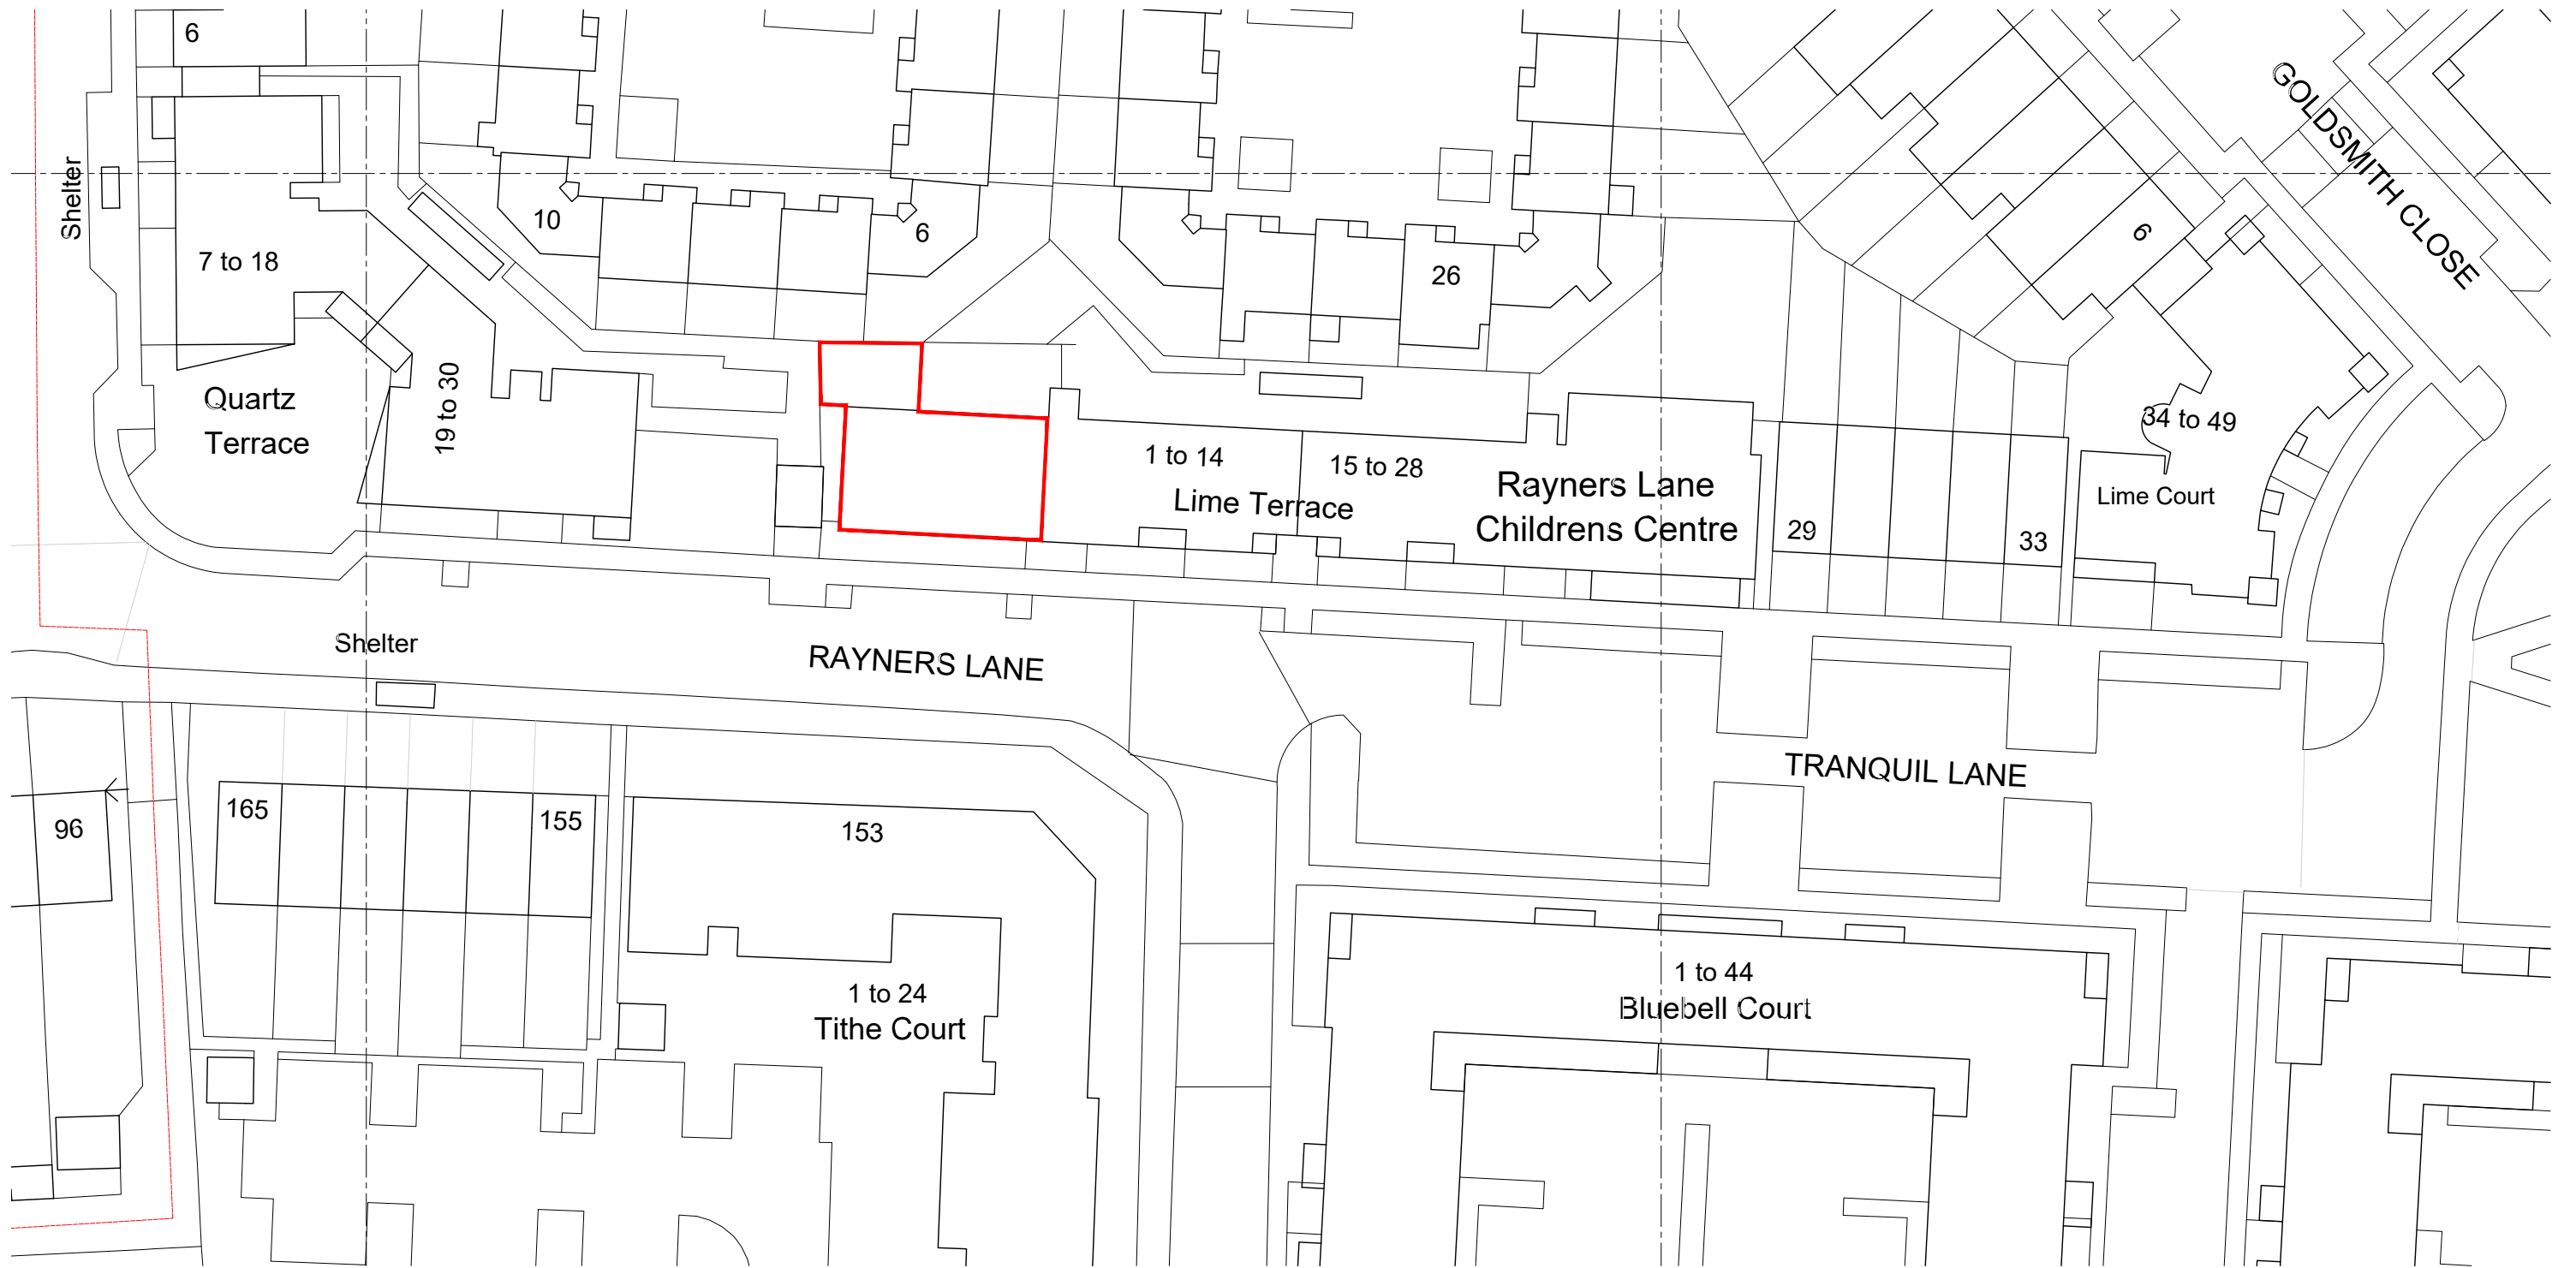 6
GOLDSMITH CLOSE
Shelter
10
6
6
7 to 18
26
Quartz
Terrace
19 to 30
34 to 49
1 to 14
15 to 28
Rayners Lane
Childrens Centre
Lime Terrace
Lime Court
29
33
Shelter
RAYNERS LANE
TRANQUIL LANE
165
155
153
96
1 to 44
Bluebell Court
1 to 24
Tithe Court